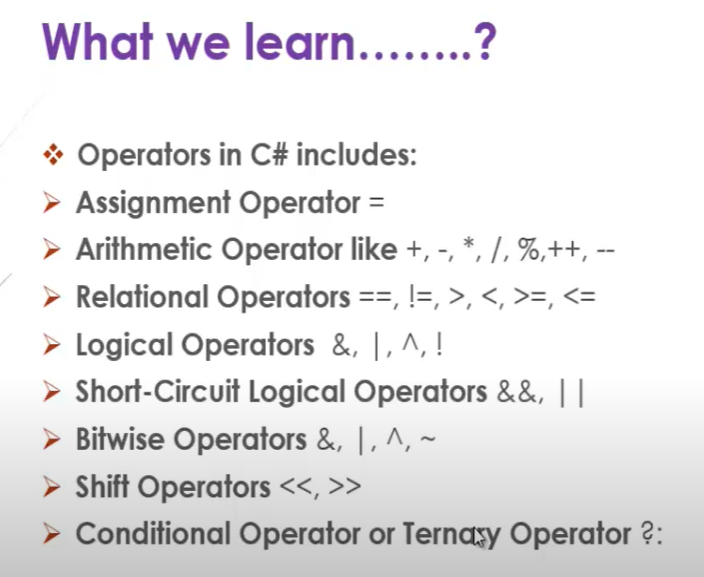 What we learn........?
Operators in C# includes:
Assignment Operator =
Arithmetic Operator like +, -, *, /, %,++, --
Relational Operators ==, !=, >, <, >=, <=
Logical Operators &, |, ^, !
Short-Circuit Logical Operators &&, ||
Bitwise Operators &, |, ^, ~
Shift Operators <<, >>
Conditional Operator or Ternary Operator ?: